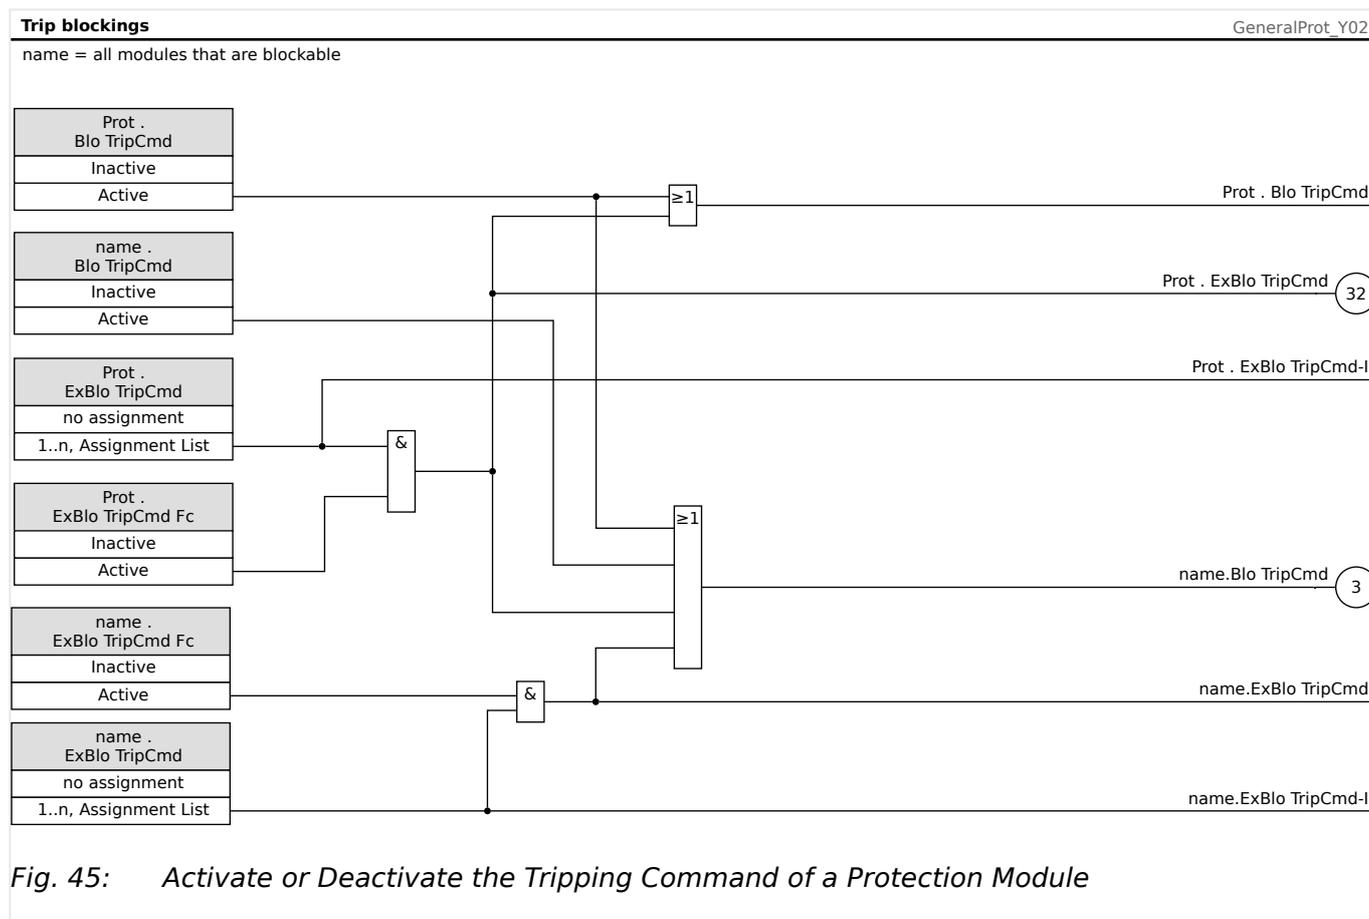 Trip blockings
GeneralProt_Y02
name = all modules that are blockable
Prot .
Blo TripCmd
Inactive
Active
≥1
Prot . Blo TripCmd
name .
Blo TripCmd
Inactive
Active
Prot . ExBlo TripCmd
32
Prot .
ExBlo TripCmd
no assignment
1..n, Assignment List
Prot . ExBlo TripCmd-I
&
Prot .
ExBlo TripCmd Fc
Inactive
Active
≥1
name.Blo TripCmd
3
name .
ExBlo TripCmd Fc
Inactive
Active
&
name.ExBlo TripCmd
name .
ExBlo TripCmd
no assignment
1..n, Assignment List
name.ExBlo TripCmd-I
Fig. 45: Activate or Deactivate the Tripping Command of a Protection Module